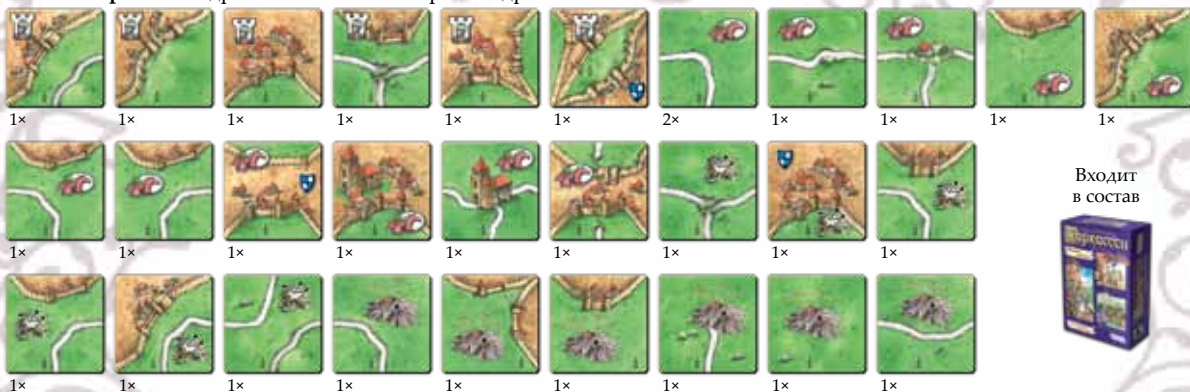 1× 1× 1× 1× 1× 1× 2× 1× 1× 1× 1×
1× 1× 1× 1× 1× 1× 1× 1× 1×
Входит
в состав
Каркассон
1× 1× 1× 1× 1× 1× 1× 1× 1×